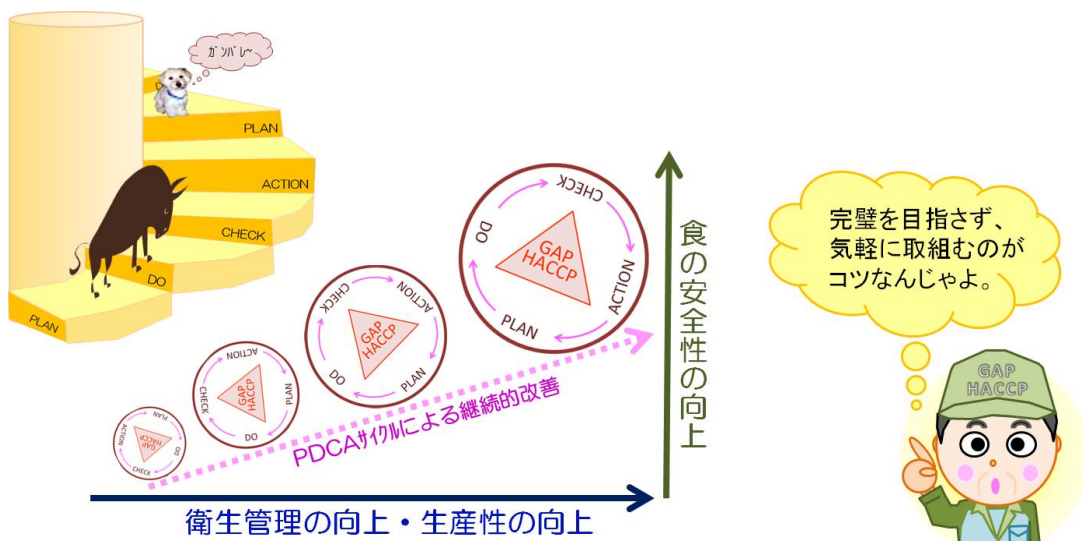 ｶﾞﾝﾊﾞﾚ~
D
PLAN
ACTION
CHECK
DO
PLAN
PLAN
DO
CHECK
ACTION
GAP
HACCP
ACTION
PLAN
DO
CHECK
GAP
HACCP
CHECK
ACTION
PLAN
DO
GAP
HACCP
CHECK
ACTION
PLAN
DO
GAP
HACCP
PDCAｻｲｸﾙによる継続的改善
衛生管理の向上・生産性の向上
食の安全性の向上
完璧を目指さず、
気軽に取組むのが
コツなんじゃよ。
GAP
HACCP